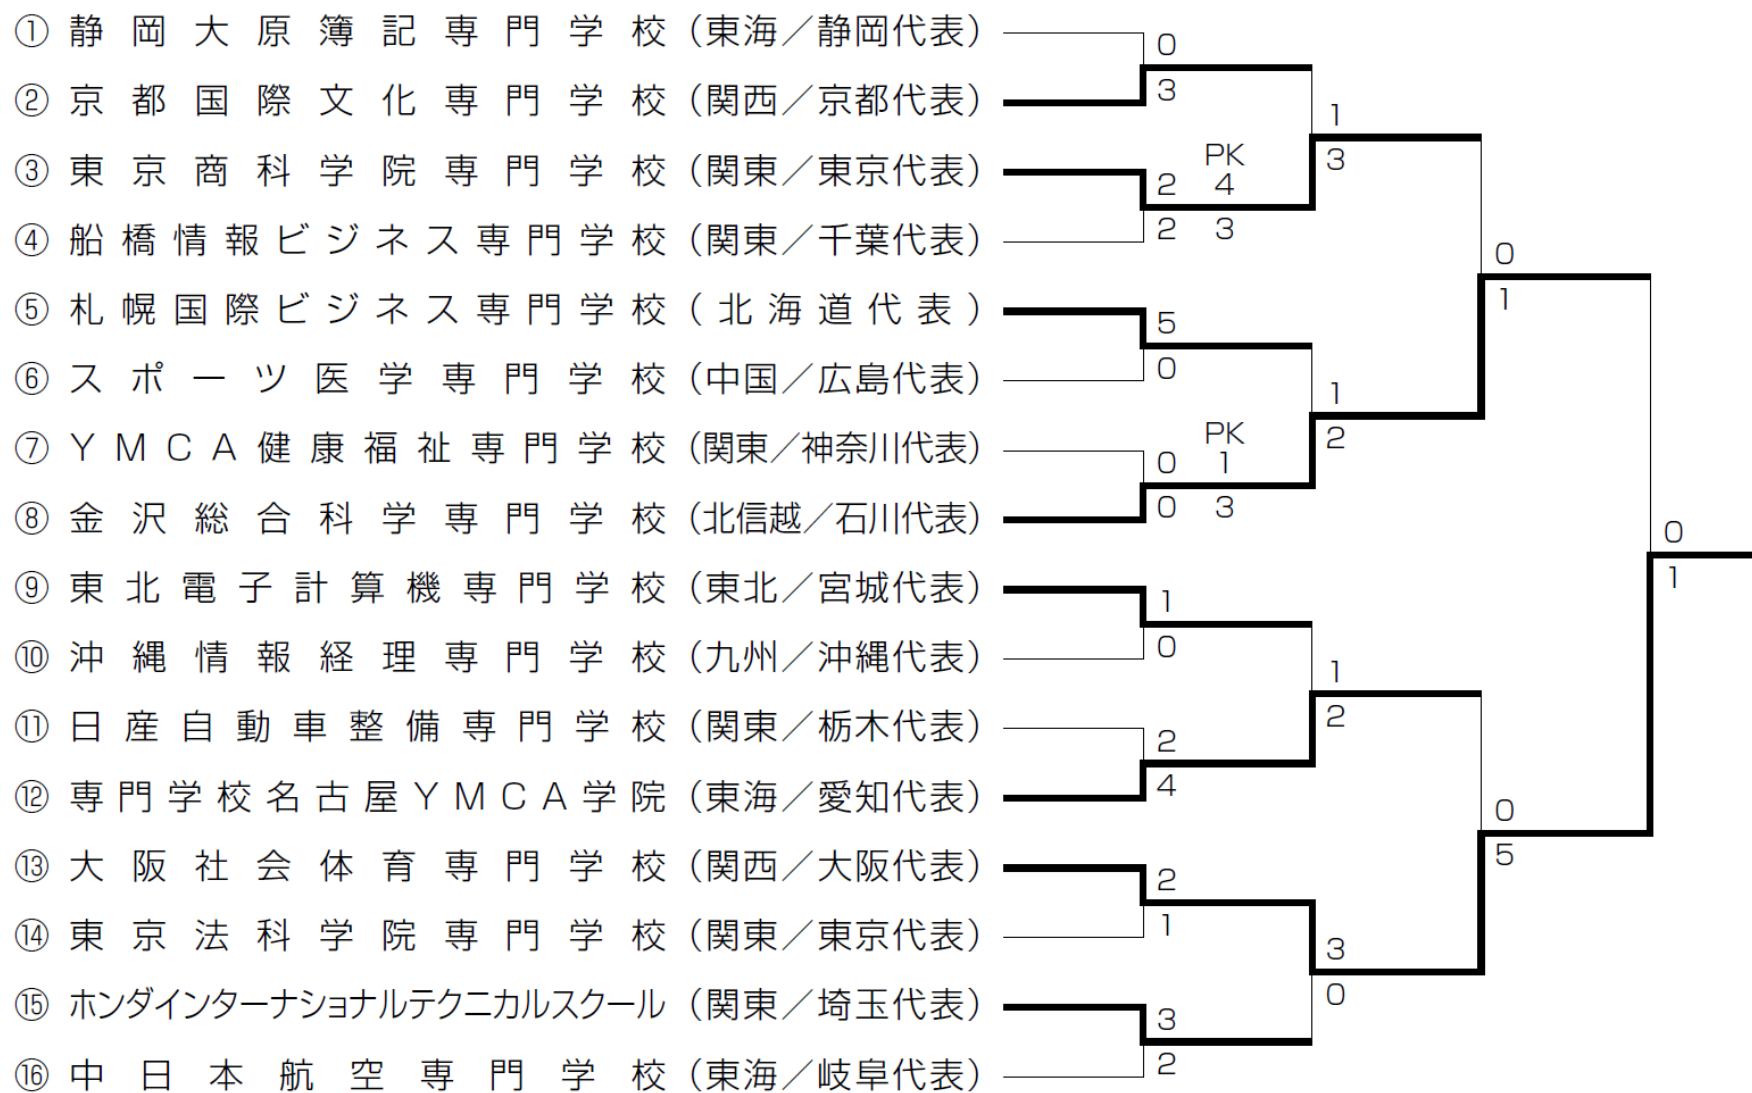 ① 静岡大原簿記専門学校（東海／静岡代表）
② 京都国際文化専門学校（関西／京都代表）
③ 東京商科学院専門学校（関東／東京代表）
④ 船橋情報ビジネス専門学校（関東／千葉代表）
⑤ 札幌国際ビジネス専門学校（北海道代表）
⑥ スポーツ医学専門学校（中国／広島代表）
⑦ YMCA健康福祉専門学校（関東／神奈川代表）
⑧ 金沢総合科学専門学校（北信越／石川代表）
⑨ 東北電子計算機専門学校（東北／宮城代表）
⑩ 沖縄情報経理専門学校（九州／沖縄代表）
⑪ 日産自動車整備専門学校（関東／栃木代表）
⑫ 専門学校名古屋YMCA学院（東海／愛知代表）
⑬ 大阪社会体育専門学校（関西／大阪代表）
⑭ 東京法科学院専門学校（関東／東京代表）
⑮ ホンダインターナショナルテクニカルスクール（関東／埼玉代表）
⑯ 中日本航空専門学校（東海／岐阜代表）
0
3
PK
2 4
2 3
5
0
PK
0 1
0 3
1
0
2
4
2
1
3
2
1
3
1
2
1
2
3
0
0
1
0
5
0
1